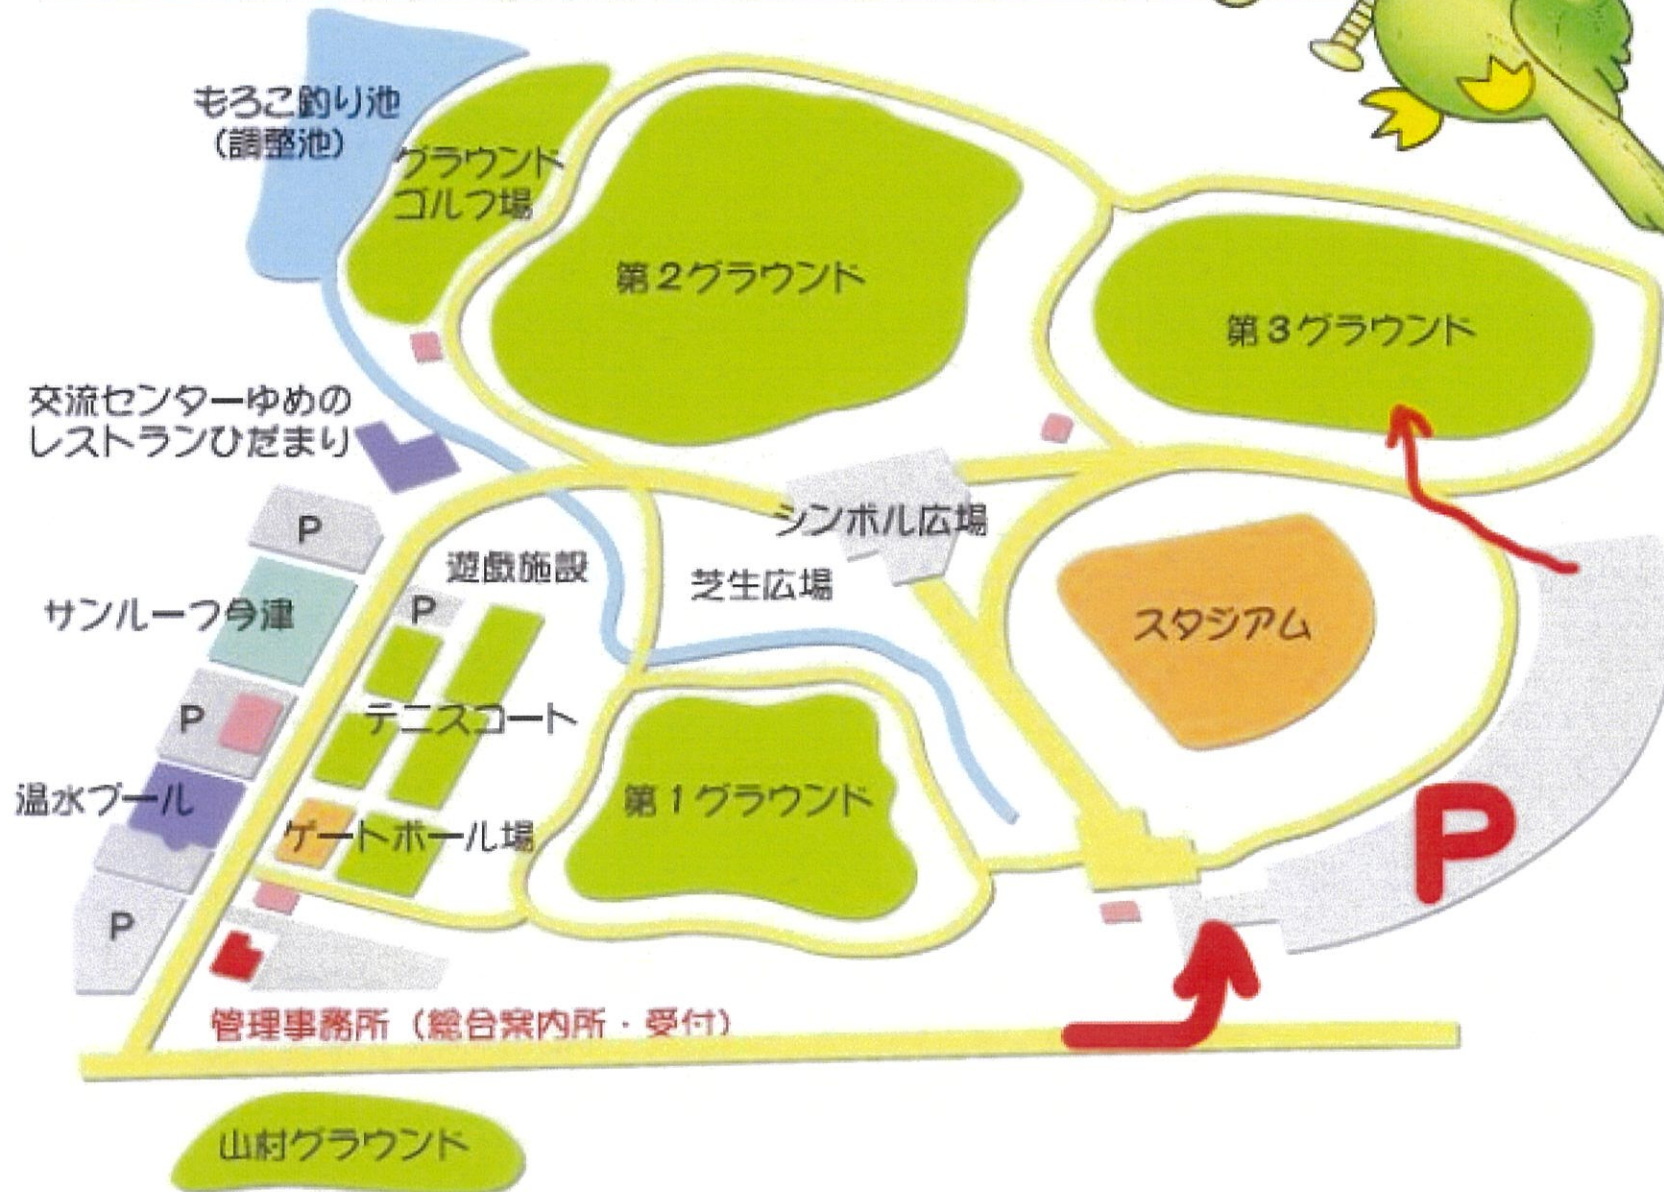 もろこ釣り池
(調整池)
グラウンド
ゴルフ場
第2グラウンド
第3グラウンド
交流センターゆめの
レストランひだまり
シンボル広場
P
遊戯施設
芝生広場
P
サンルーフ今津
スタジアム
P
テニスコート
温水プール
第1グラウンド
ゲートボール場
P
P
管理事務所(総合案内所・受付)
山村グラウンド